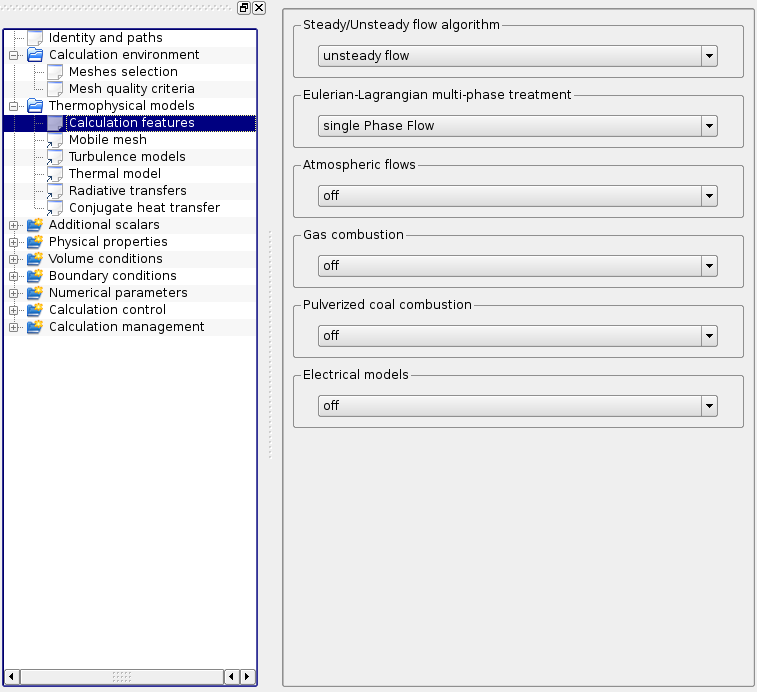 Identity and paths
Calculation environment
Meshes selection
Mesh quality criteria
Thermophysical models
Calculation features
Mobile mesh
Turbulence models
Thermal model
Radiative transfers
Conjugate heat transfer
Additional scalars
Physical properties
Volume conditions
Boundary conditions
Numerical parameters
Calculation control
Calculation management
Steady/Unsteady flow algorithm
unsteady flow
Eulerian-Lagrangian multi-phase treatment
single Phase Flow
Atmospheric flows
off
Gas combustion
off
Pulverized coal combustion
off
Electrical models
off